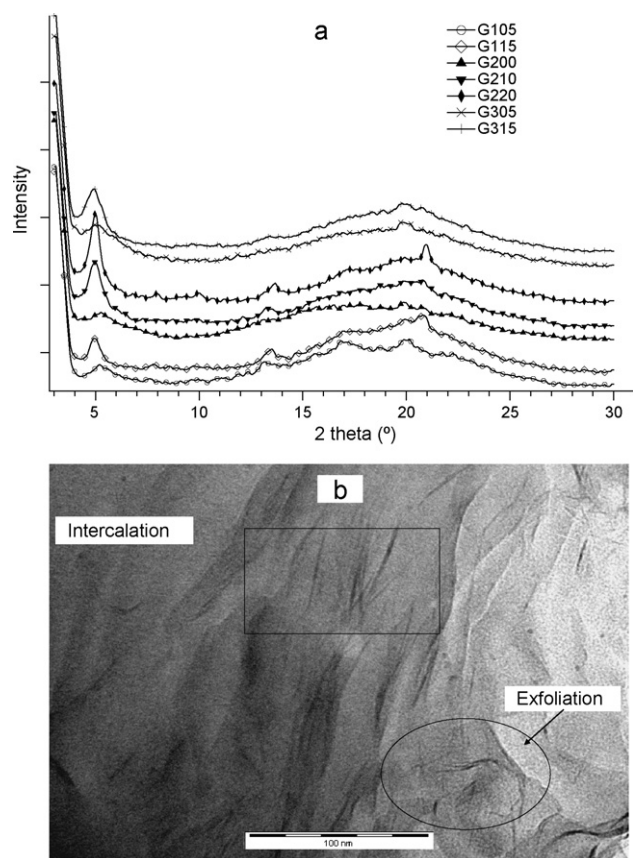 a
G105
G115
G200
G210
G220
G305
G315
Intensity
5 10 15 20 25 30
2 theta (º)
b
Intercalation
Exfoliation
100 nm